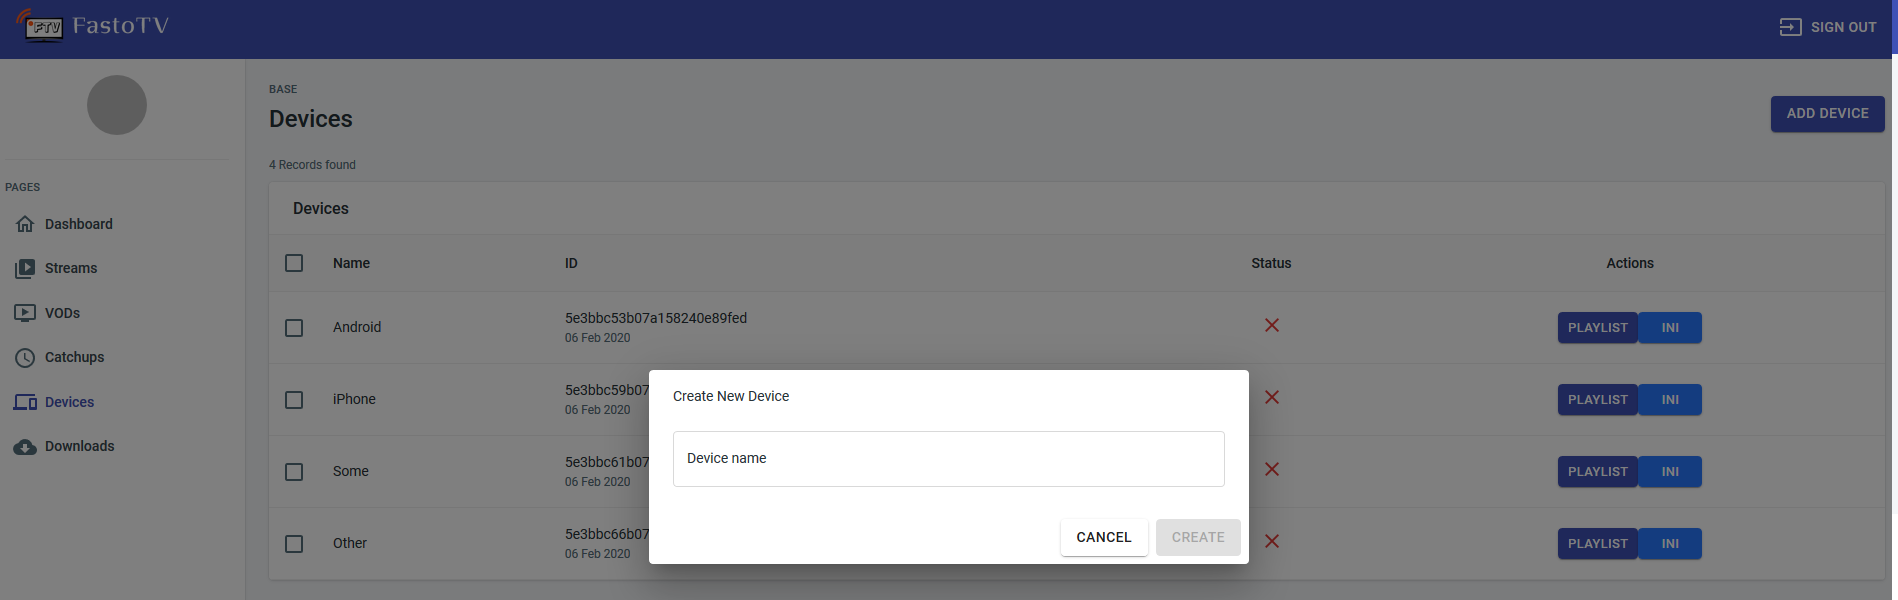 FTV FastoTV
SIGN OUT
BASE
Devices
ADD DEVICE
4 Records found
PAGES
Dashboard
Streams
VODs
Catchups
Devices
Downloads
Devices
Name ID Status Actions
Android 5e3bbc53b07a158240e89fed PLAYLIST INI
06 Feb 2020
iPhone 5e3bbc59b07 PLAYLIST INI
06 Feb 2020
Some 5e3bbc61b07 PLAYLIST INI
06 Feb 2020
Other 5e3bbc66b07 PLAYLIST INI
06 Feb 2020
Create New Device
Device name
CANCEL CREATE